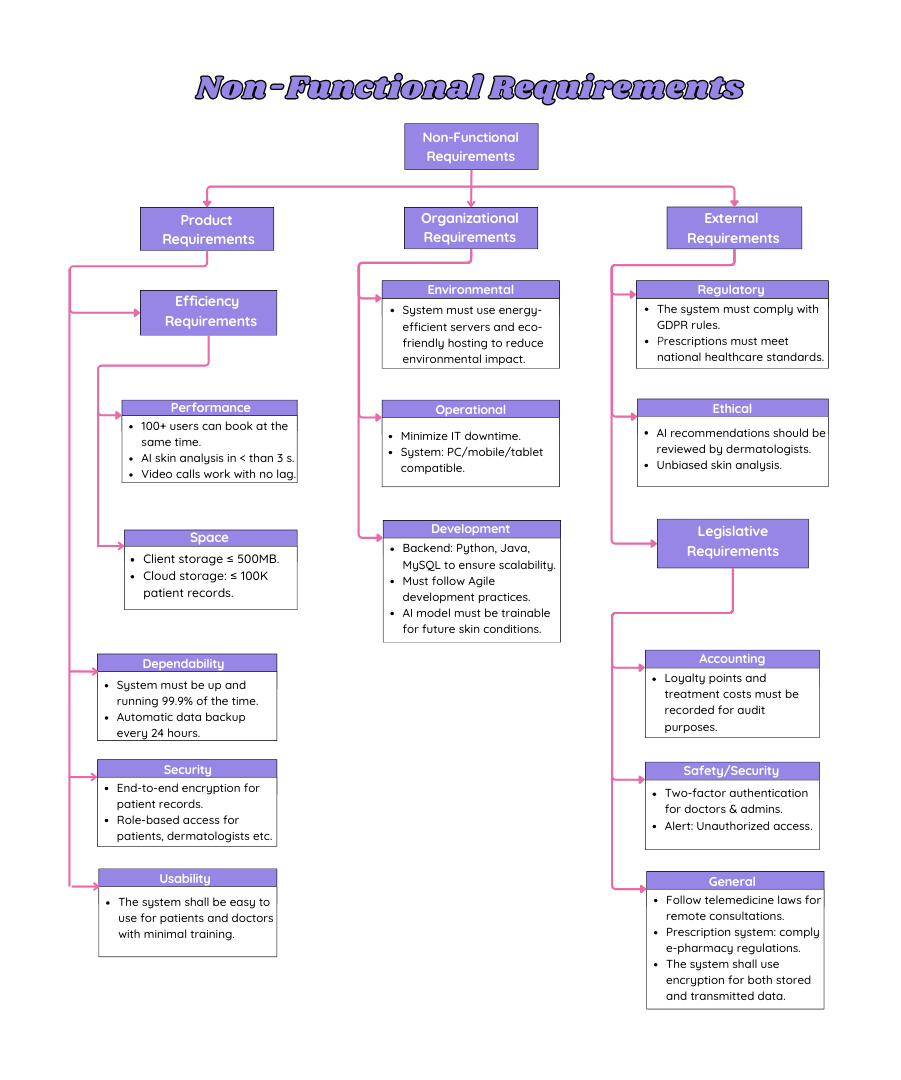 Non-Functional Requirements
Non-Functional
Requirements
Product
Requirements
Efficiency
Requirements
Performance
• 100+ users can book at the
same time.
• AI skin analysis in < than 3 s.
• Video calls work with no lag.
Space
• Client storage ≤ 500MB.
• Cloud storage: ≤ 100K
patient records.
Dependability
• System must be up and
running 99.9% of the time.
• Automatic data backup
every 24 hours.
Security
• End-to-end encryption for
patient records.
• Role-based access for
patients, dermatologists etc.
Usability
• The system shall be easy to
use for patients and doctors
with minimal training.
Organizational
Requirements
Environmental
• System must use energy-
efficient servers and eco-
friendly hosting to reduce
environmental impact.
Operational
• Minimize IT downtime.
• System: PC/mobile/tablet
compatible.
Development
• Backend: Python, Java,
MySQL to ensure scalability.
• Must follow Agile
development practices.
• AI model must be trainable
for future skin conditions.
External
Requirements
Regulatory
• The system must comply with
GDPR rules.
• Prescriptions must meet
national healthcare standards.
Ethical
• AI recommendations should be
reviewed by dermatologists.
• Unbiased skin analysis.
Legislative
Requirements
Accounting
• Loyalty points and
treatment costs must be
recorded for audit
purposes.
Safety/Security
• Two-factor authentication
for doctors & admins.
• Alert: Unauthorized access.
General
• Follow telemedicine laws for
remote consultations.
• Prescription system: comply
e-pharmacy regulations.
• The system shall use
encryption for both stored
and transmitted data.